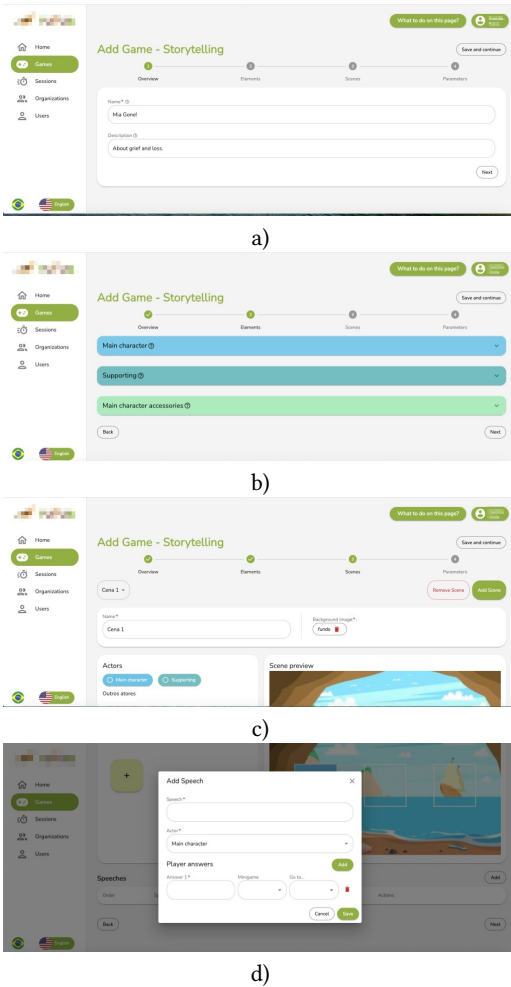 What to do on this page?
Home
Add Game - Storytelling
Save and continue
Games
1 2 3 4
Sessions
Overview Elements Scenes Parameters
Organizations
Users
Name*
Mia Gone!
Description
About grief and loss.
Next
English
a)
What to do on this page?
Home
Add Game - Storytelling
Save and continue
Games
Sessions
Overview Elements Scenes Parameters
Organizations
Main character
Users
Supporting
Main character accessories
Back Next
English
b)
What to do on this page?
Home
Add Game - Storytelling
Save and continue
Games
Sessions
Overview Elements Scenes Parameters
Organizations
Cena 1
Remove Scene Add Scene
Users
Name*
Background Image*
Cena 1
fundo
Actors
Scene preview
Main character Supporting
Outros atores
English
c)
Add Speech
Home
Speech*
Games
Sessions
Actor*
Organizations
Main character
Users
Player answers Add
Answer 1* Minigame Go to...
Speeches Add
Order Actions
Cancel Save
Back Next
English
d)